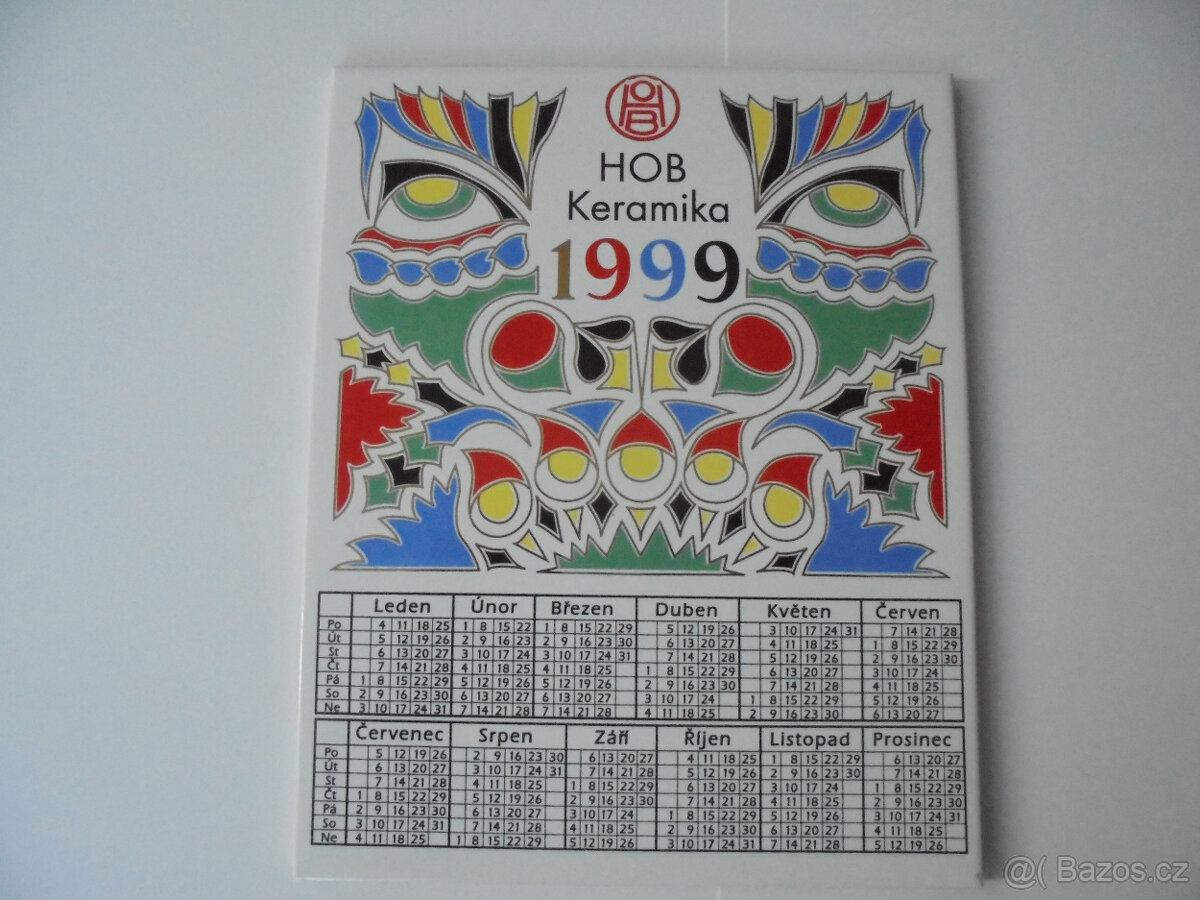 HOB
HOB
Keramika
1999
Leden Únor Březen Duben Květen Červen
Po 4 11 18 25 1 8 15 22 1 8 15 22 29 5 12 19 26 3 10 17 24 31 7 14 21 28
Út 5 12 19 26 2 9 16 23 2 9 16 23 30 6 13 20 27 4 11 18 25 1 8 15 22 29
St 6 13 20 27 3 10 17 24 3 10 17 24 31 7 14 21 28 5 12 19 26 2 9 16 23 30
Čt 7 14 21 28 4 11 18 25 4 11 18 25 1 8 15 22 29 6 13 20 27 3 10 17 24
Pá 1 8 15 22 29 5 12 19 26 5 12 19 26 2 9 16 23 30 7 14 21 28 4 11 18 25
So 2 9 16 23 30 6 13 20 27 6 13 20 27 3 10 17 24 1 8 15 22 29 5 12 19 26
Ne 3 10 17 24 31 7 14 21 28 7 14 21 28 4 11 18 25 2 9 16 23 30 6 13 20 27
Červenec Srpen Září Říjen Listopad Prosinec
Po 5 12 19 26 2 9 16 23 30 6 13 20 27 4 11 18 25 1 8 15 22 29 6 13 20 27
Út 6 13 20 27 3 10 17 24 31 7 14 21 28 5 12 19 26 2 9 16 23 30 7 14 21 28
St 7 14 21 28 4 11 18 25 1 8 15 22 29 6 13 20 27 3 10 17 24 1 8 15 22 29
Čt 1 8 15 22 29 5 12 19 26 2 9 16 23 30 7 14 21 28 4 11 18 25 2 9 16 23 30
Pá 2 9 16 23 30 6 13 20 27 3 10 17 24 1 8 15 22 29 5 12 19 26 3 10 17 24 31
So 3 10 17 24 31 7 14 21 28 4 11 18 25 2 9 16 23 30 6 13 20 27 4 11 18 25
Ne 4 11 18 25 1 8 15 22 29 5 12 19 26 3 10 17 24 31 7 14 21 28 5 12 19 26
@( Bazos.cz